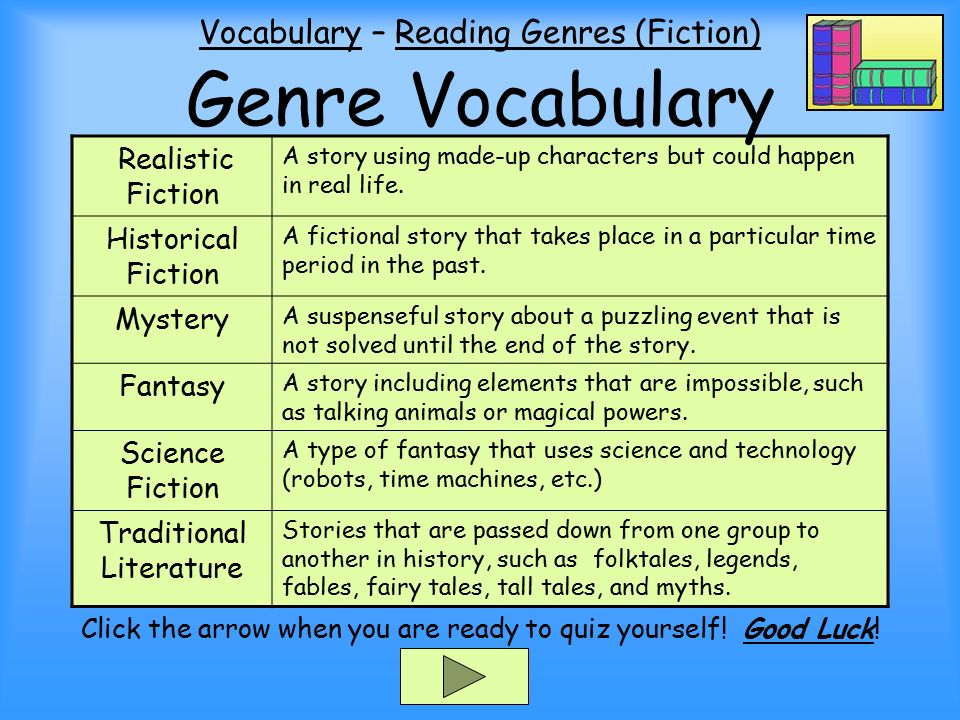 Vocabulary – Reading Genres (Fiction)
Genre Vocabulary
Realistic
Fiction
A story using made-up characters but could happen
in real life.
Historical
Fiction
A fictional story that takes place in a particular time
period in the past.
Mystery
A suspenseful story about a puzzling event that is
not solved until the end of the story.
Fantasy
A story including elements that are impossible, such
as talking animals or magical powers.
Science
Fiction
A type of fantasy that uses science and technology
(robots, time machines, etc.)
Traditional
Literature
Stories that are passed down from one group to
another in history, such as folktales, legends,
fables, fairy tales, tall tales, and myths.
Click the arrow when you are ready to quiz yourself! Good Luck!